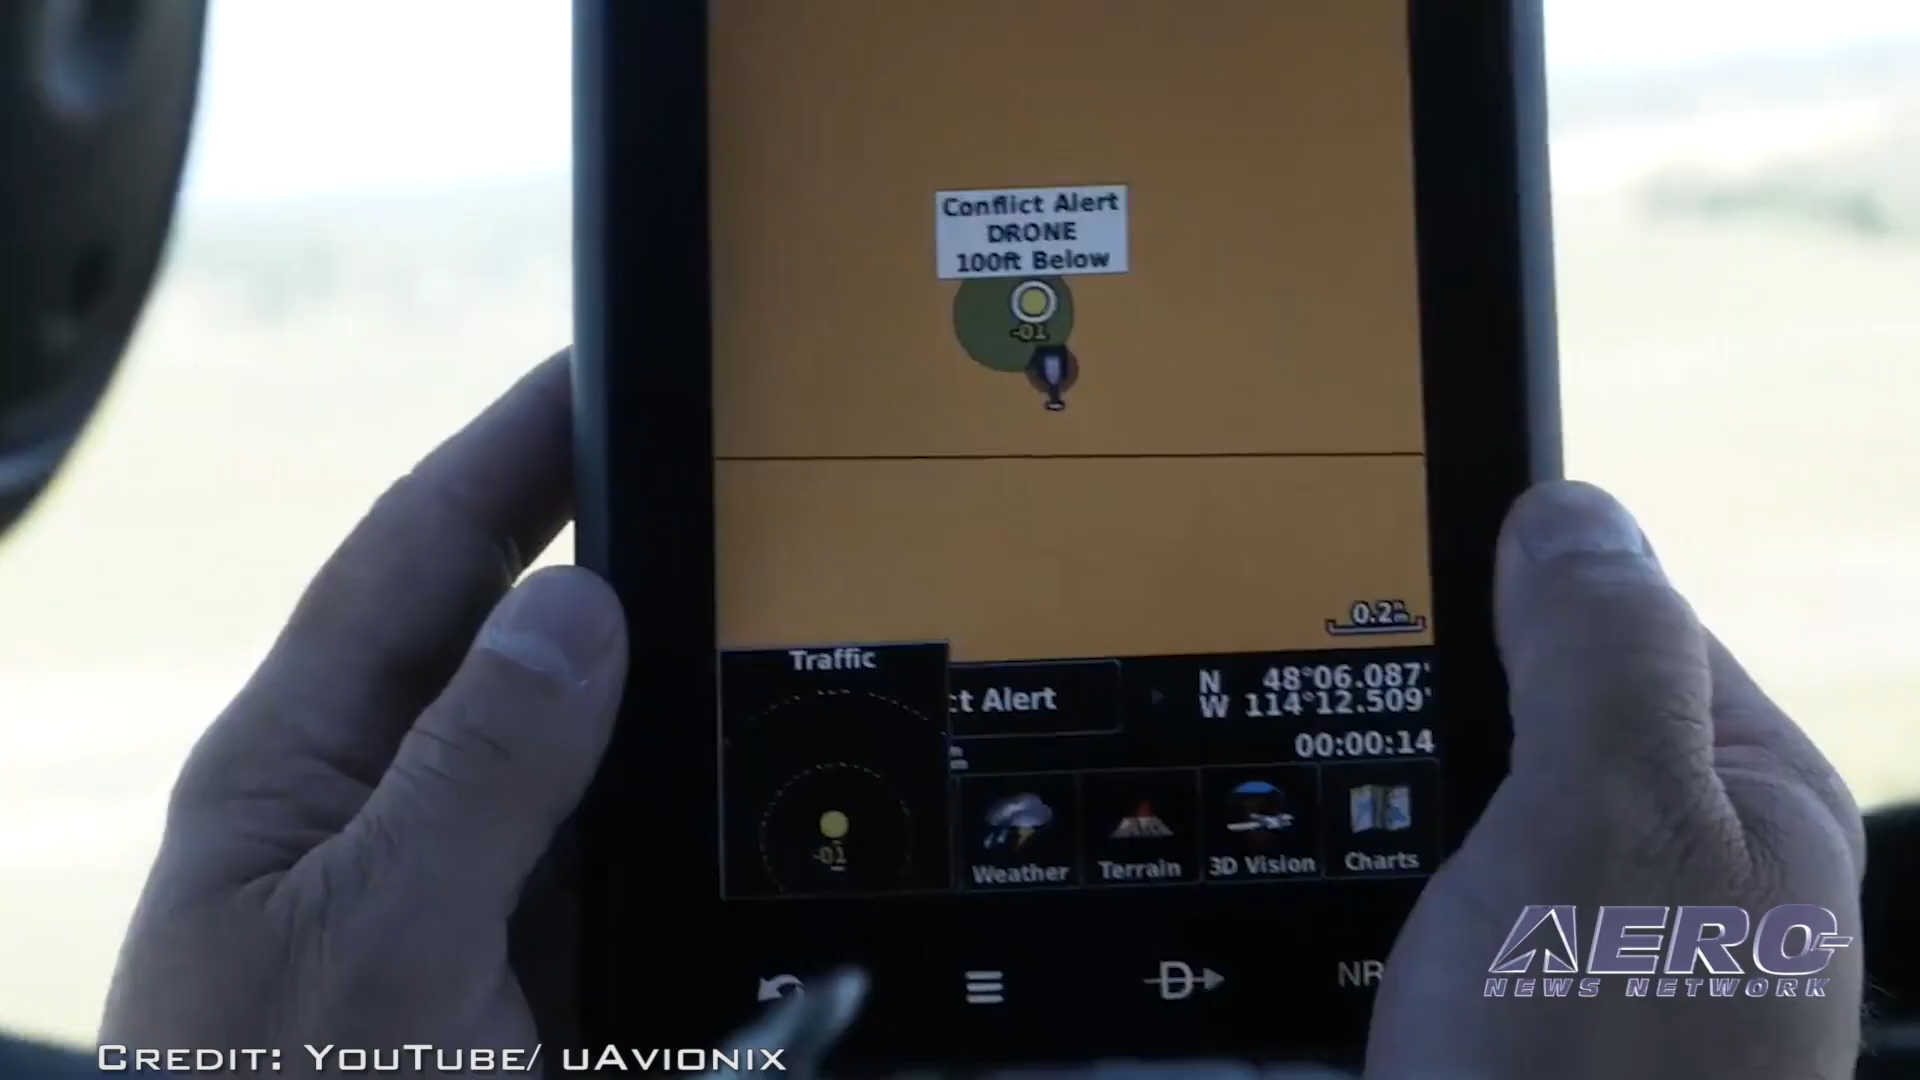 Conflict Alert
DRONE
100ft Below
-01
0.2
Traffic
t Alert
N 48°06.087'
W 114°12.509'
00:00:14
-01
Weather
Terrain
3D Vision
Charts
D
NR
AERO
NEWS NETWORK
CREDIT: YOUTUBE/ UAVIONIX